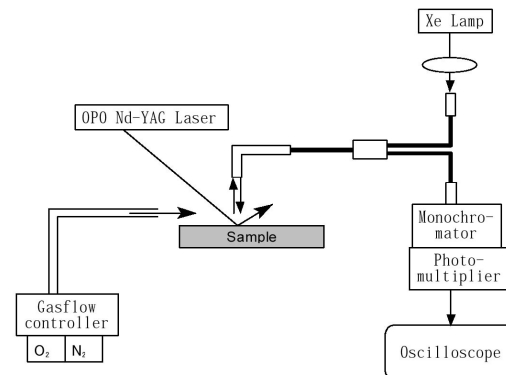 Xe Lamp
OPO Nd-YAG Laser
Sample
Monochro-
mator
Photo-
multiplier
Gasflow
controller
O₂ N₂
Oscilloscope